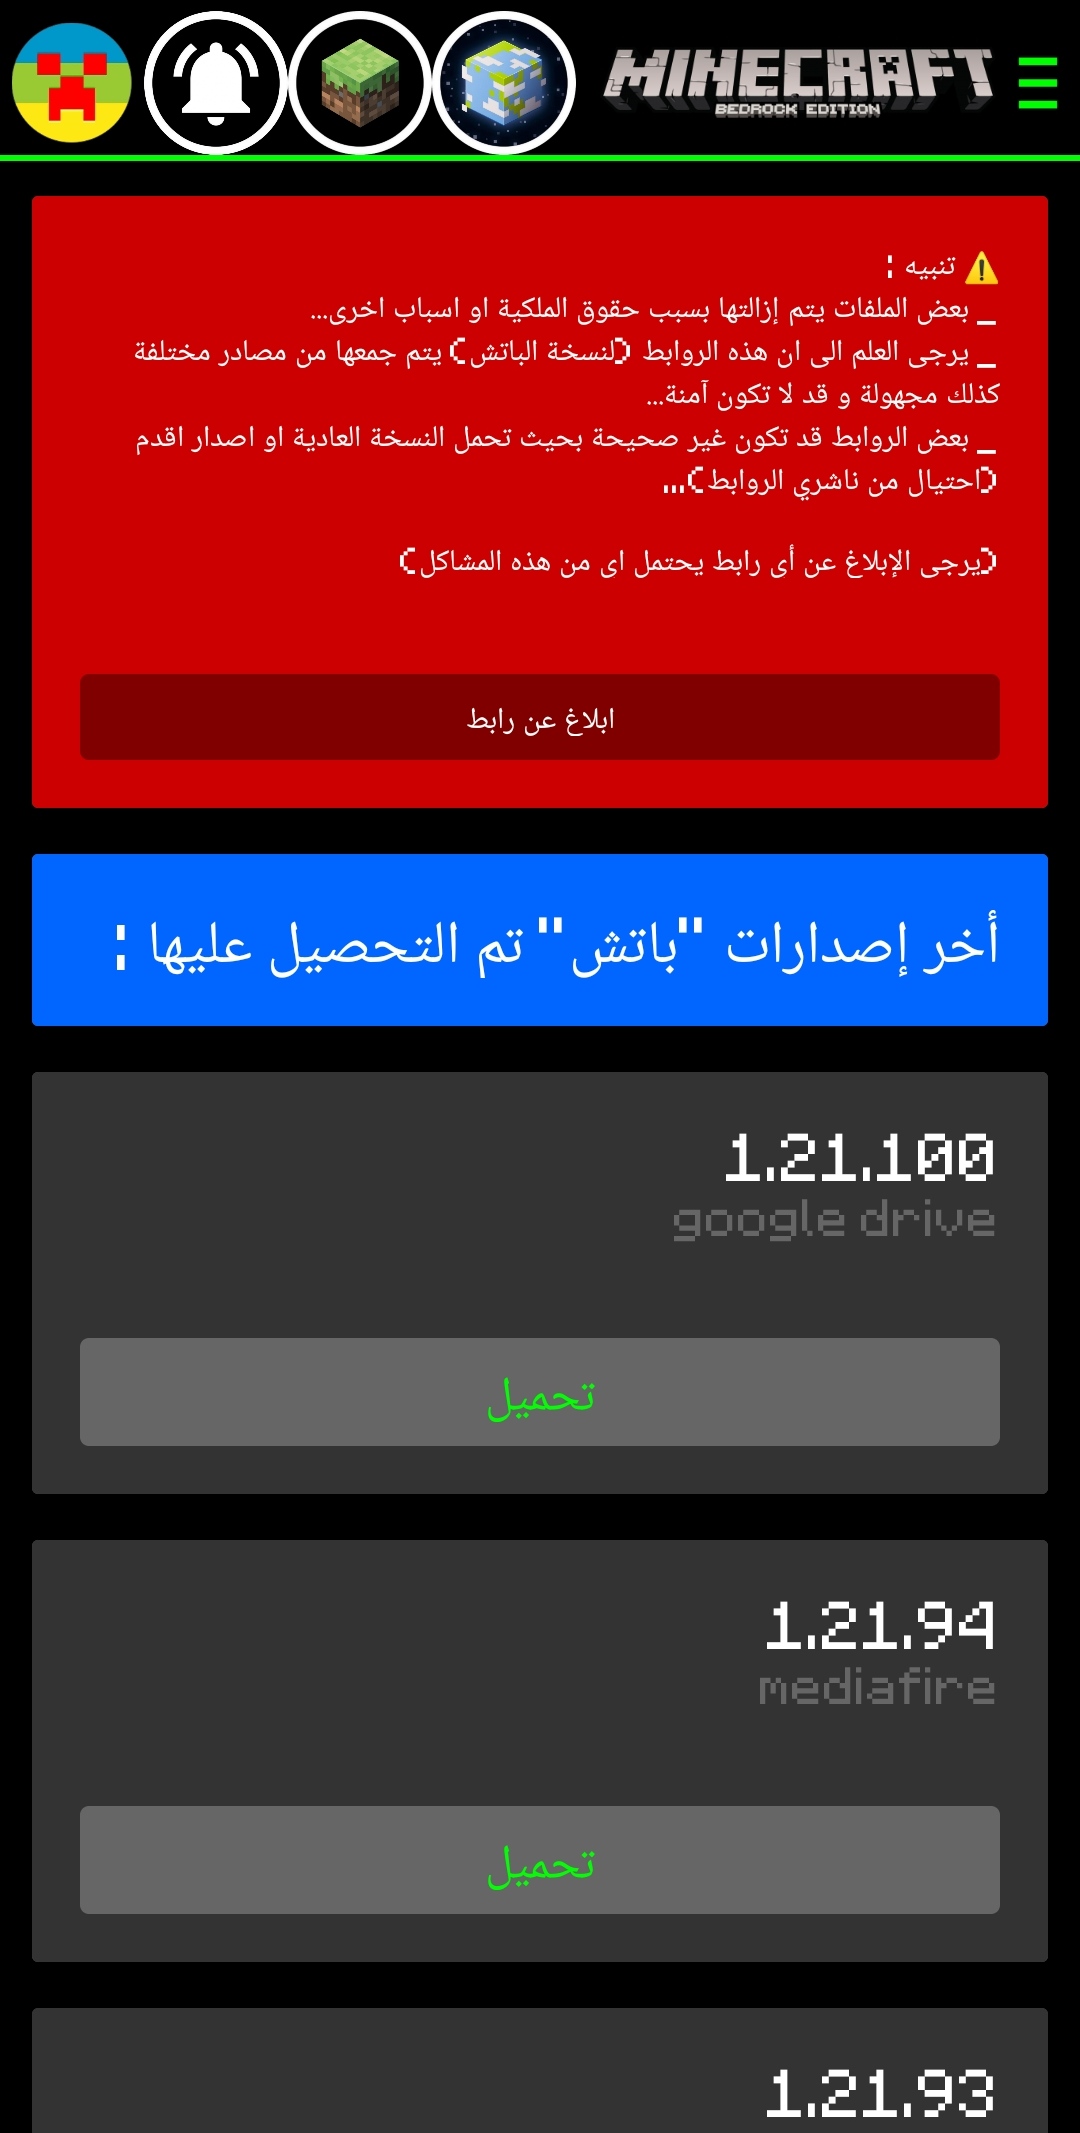 MINECRAFT
BEDROCK EDITION
⚠️ تنبيه :
_ بعض الملفات يتم إزالتها بسبب حقوق الملكية او اسباب اخرى...
_ يرجى العلم الى ان هذه الروابط (لنسخة الباتش) يتم جمعها من مصادر مختلفة
كذلك مجهولة و قد لا تكون آمنة...
_ بعض الروابط قد تكون غير صحيحة بحيث تحمل النسخة العادية او اصدار اقدم
(احتيال من ناشري الروابط)...
(يرجى الإبلاغ عن أى رابط يحتمل اى من هذه المشاكل)
ابلاغ عن رابط
أخر إصدارات "باتش" تم التحصيل عليها :
1.21.100
google drive
تحميل
1.21.94
mediafire
تحميل
1.21.93